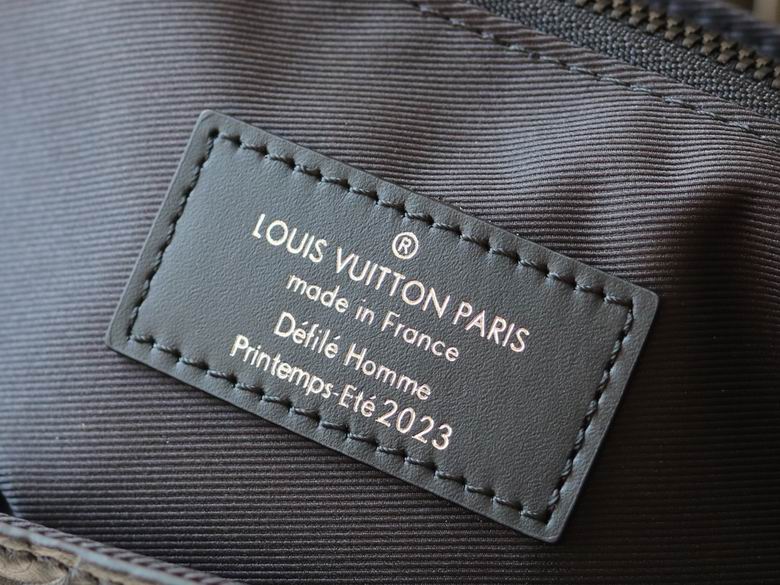 ®
LOUIS VUITTON PARIS
made in France
Défilé Homme
Printemps-Eté 2023